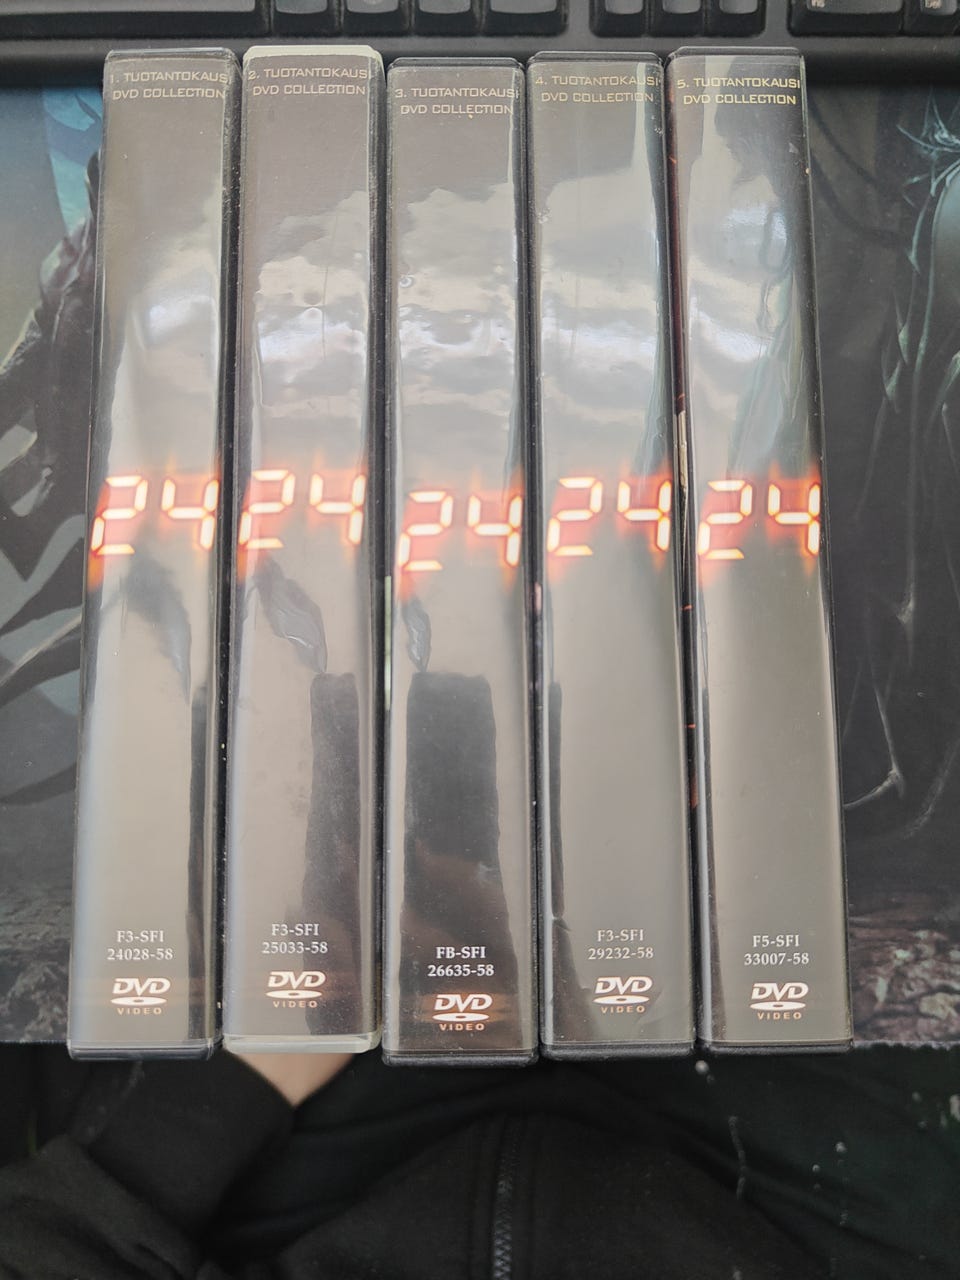 1. TUOTANTOKAUSI
DVD COLLECTION
24
F3-SFI
24028-58
DVD
VIDEO
2. TUOTANTOKAUSI
DVD COLLECTION
24
F3-SFI
25033-58
DVD
VIDEO
3. TUOTANTOKAUSI
DVD COLLECTION
24
FB-SFI
26635-58
DVD
VIDEO
4. TUOTANTOKAUSI
DVD COLLECTION
24
F3-SFI
29232-58
DVD
VIDEO
5. TUOTANTOKAUSI
DVD COLLECTION
24
F5-SFI
33007-58
DVD
VIDEO